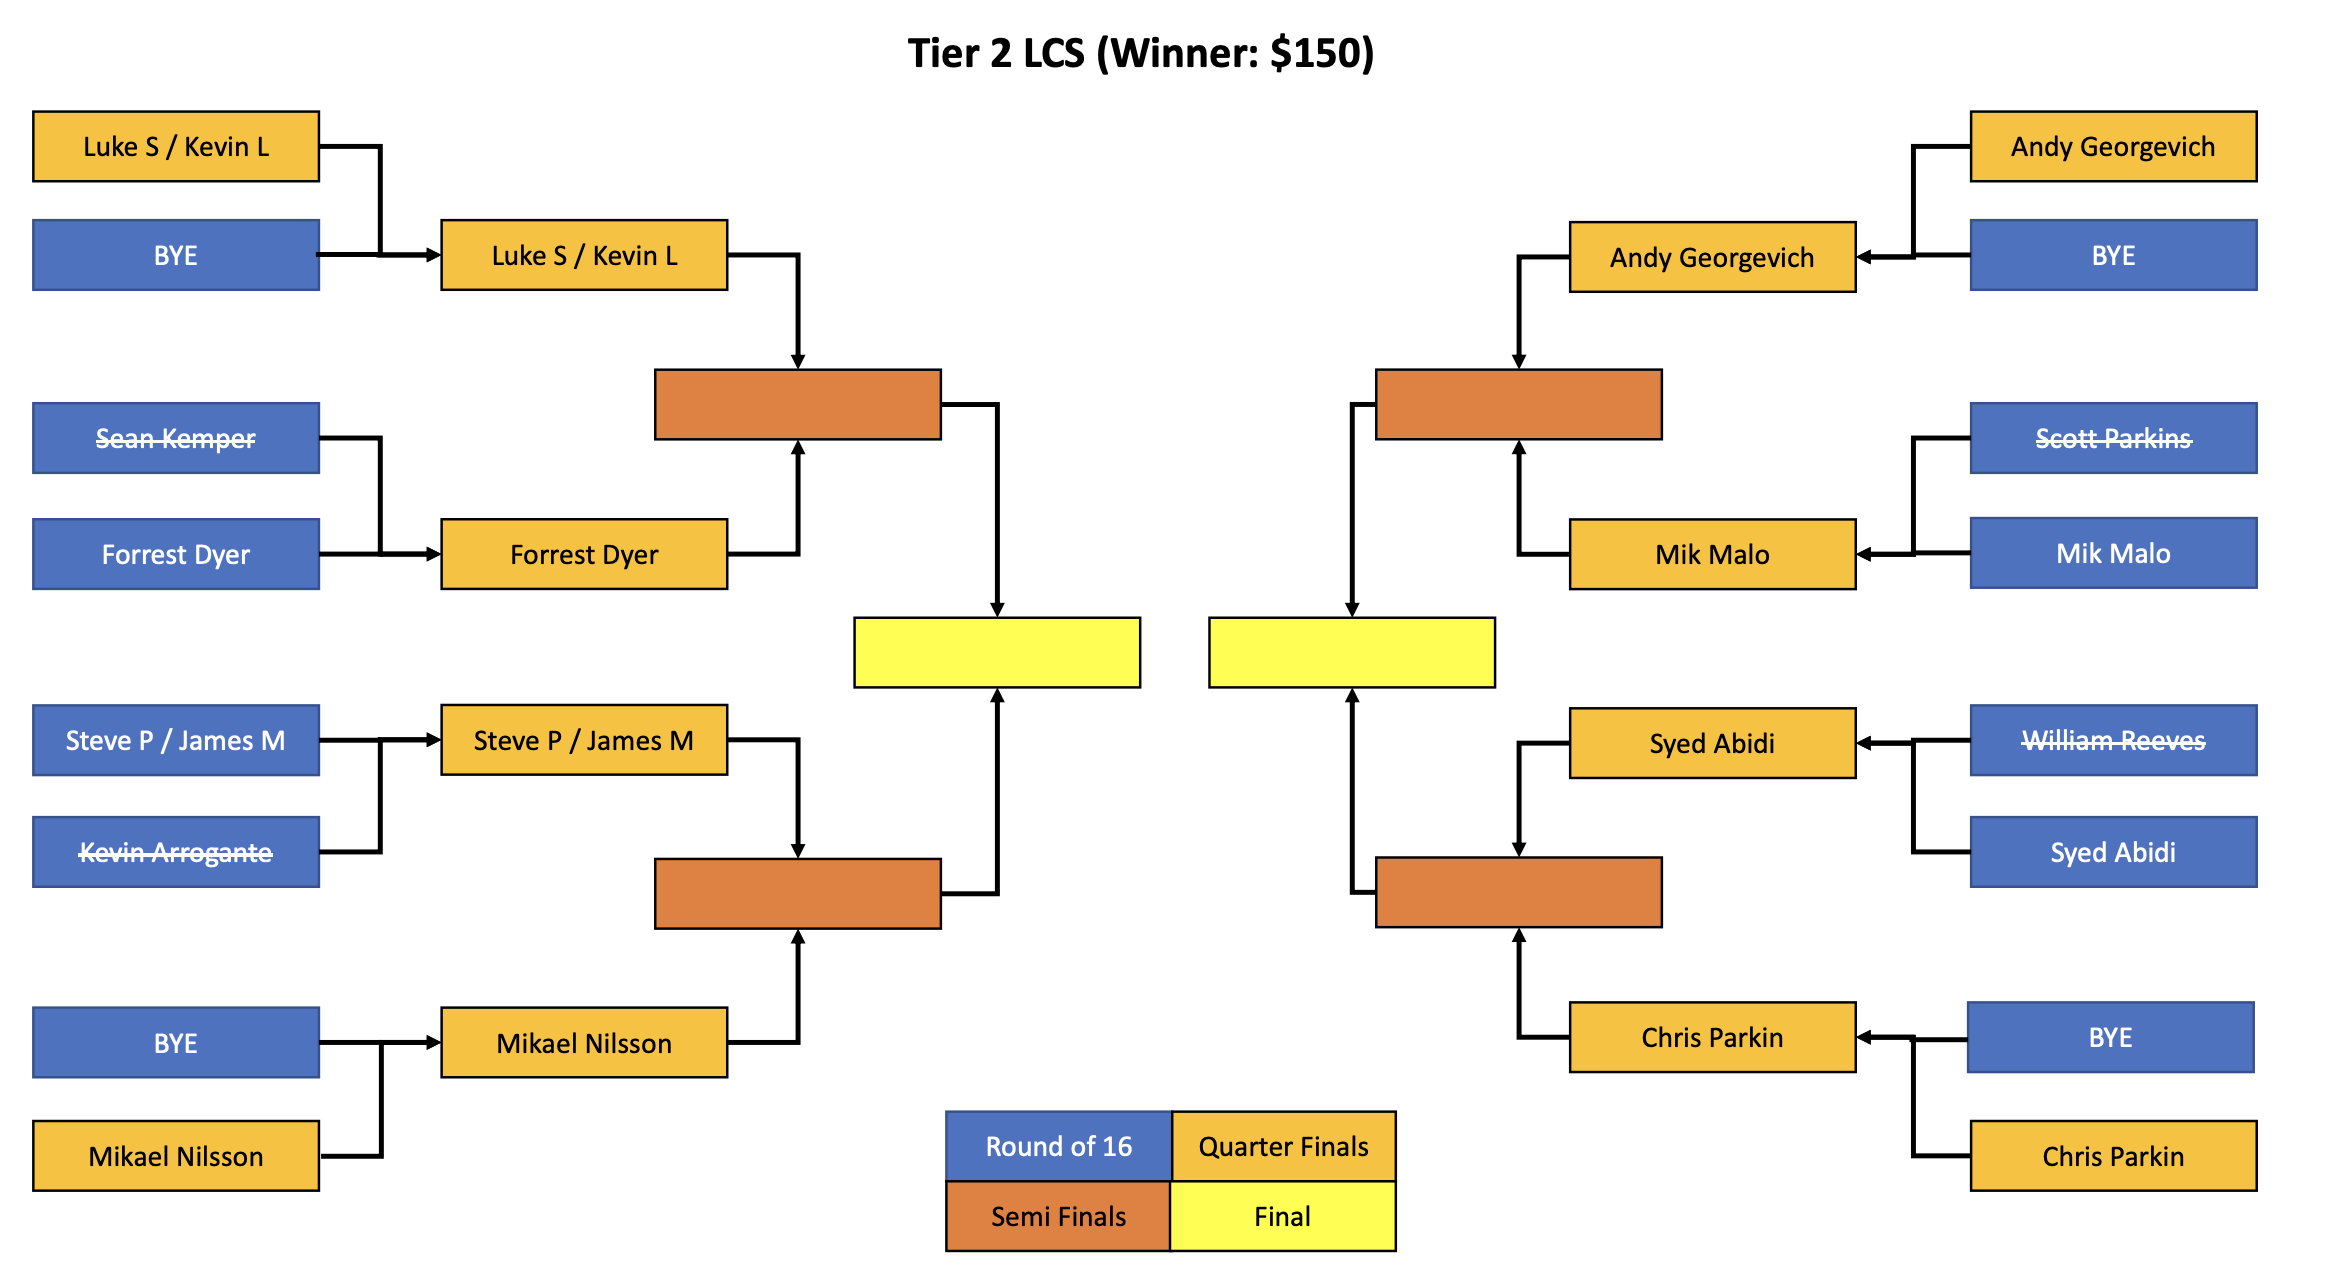 Tier 2 LCS (Winner: $150)
Luke S / Kevin L
BYE
Luke S / Kevin L
Sean Kemper
Forrest Dyer
Forrest Dyer
Steve P / James M
Kevin Arrogante
Steve P / James M
BYE
Mikael Nilsson
Mikael Nilsson
Andy Georgevich
Andy Georgevich
BYE
Scott Parkins
Mik Malo
Mik Malo
William Reeves
Syed Abidi
Syed Abidi
Chris Parkin
BYE
Chris Parkin
Round of 16
Quarter Finals
Semi Finals
Final